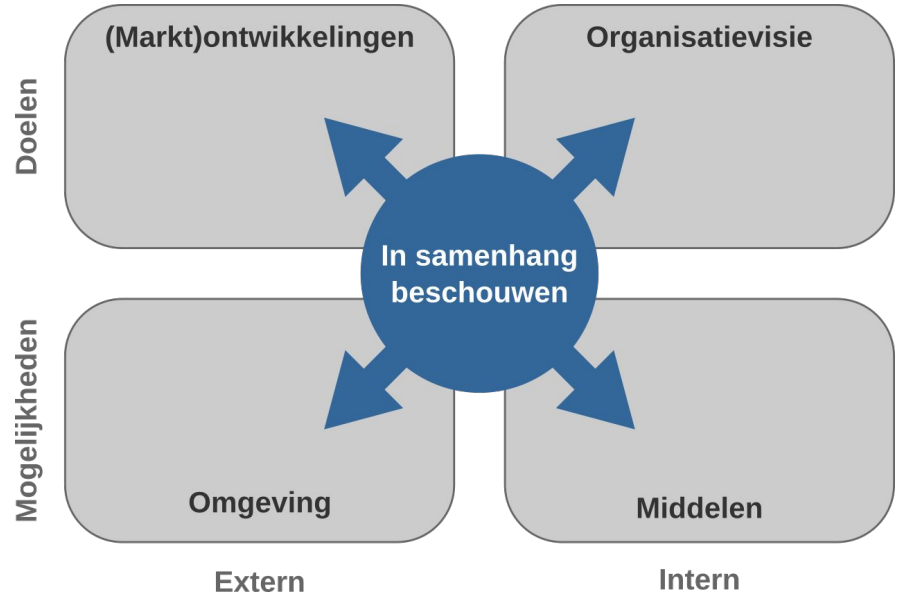 (Markt)ontwikkelingen
Organisatievisie
Doelen
In samenhang
beschouwen
Mogelijkheden
Omgeving
Middelen
Extern
Intern